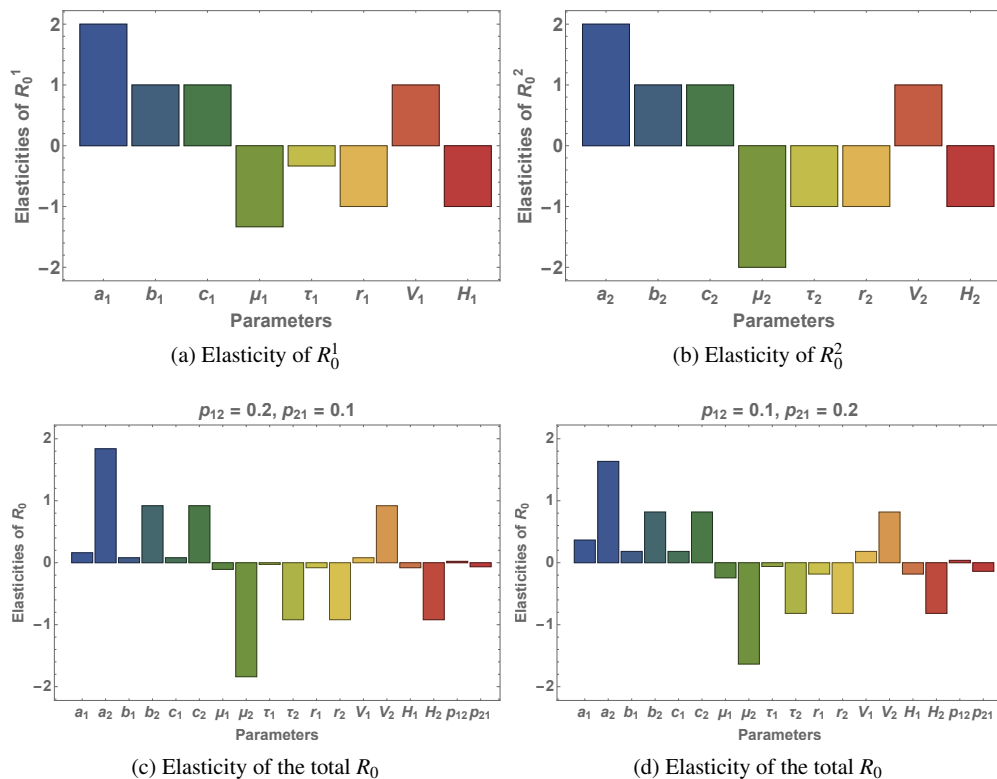 2
1
0
−1
−2
Elasticities of R₀¹
a₁ b₁ c₁ μ₁ τ₁ r₁ V₁ H₁
Parameters
(a) Elasticity of R₀¹
2
1
0
−1
−2
Elasticities of R₀²
a₂ b₂ c₂ μ₂ τ₂ r₂ V₂ H₂
Parameters
(b) Elasticity of R₀²
p₁₂ = 0.2, p₂₁ = 0.1
2
1
0
−1
−2
Elasticities of R₀
a₁ a₂ b₁ b₂ c₁ c₂ μ₁ μ₂ τ₁ τ₂ r₁ r₂ V₁ V₂ H₁ H₂ p₁₂ p₂₁
Parameters
(c) Elasticity of the total R₀
p₁₂ = 0.1, p₂₁ = 0.2
2
1
0
−1
−2
Elasticities of R₀
a₁ a₂ b₁ b₂ c₁ c₂ μ₁ μ₂ τ₁ τ₂ r₁ r₂ V₁ V₂ H₁ H₂ p₁₂ p₂₁
Parameters
(d) Elasticity of the total R₀